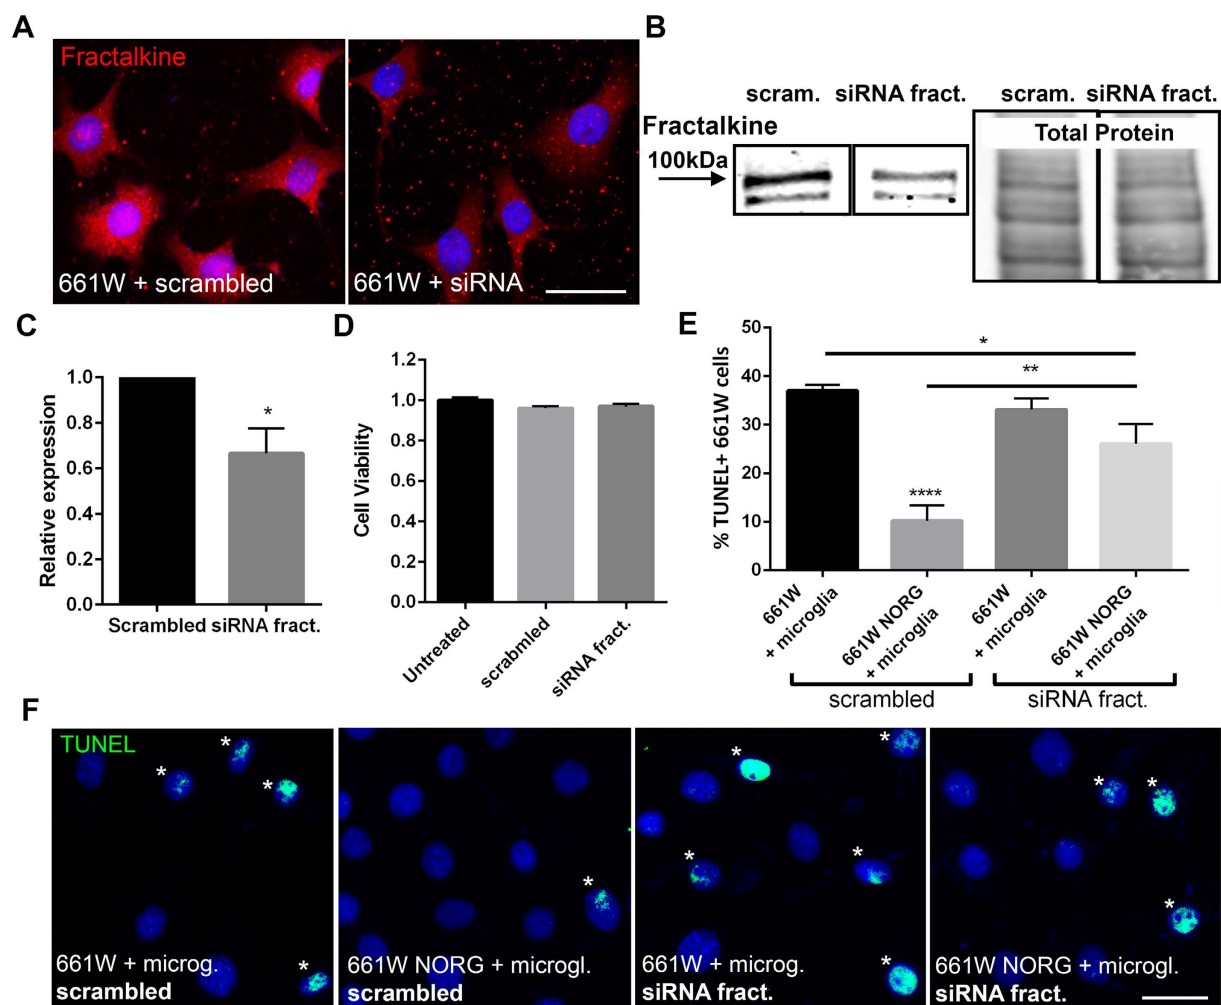 A
Fractalkine
661W + scrambled
661W + siRNA
B
scram. siRNA fract. scram. siRNA fract.
Fractalkine
100kDa
Total Protein
C
Relative expression
1.0
0.8
0.6
0.4
0.2
0.0
*
Scrambled siRNA fract.
D
Cell Viability
1.2
1.0
0.8
0.6
0.4
0.2
0.0
Untreated
scrabmled
siRNA fract.
E
% TUNEL+ 661W cells
50
40
30
20
10
0
*
**
****
661W
+ microglia
661W NORG
+ microglia
661W
+ microglia
661W NORG
+ microglia
scrambled
siRNA fract.
F
TUNEL
* * * *
661W + microg.
scrambled
*
661W NORG + microgl.
scrambled
* * * * *
661W + microg.
siRNA fract.
* * *
661W NORG + microgl.
siRNA fract.